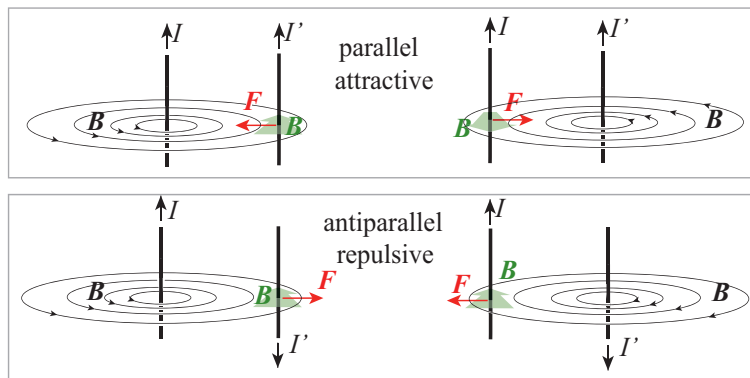 I I' parallel attractive I I'
B F B B F B
antiparallel repulsive
I I
B B F F B B
I' I'